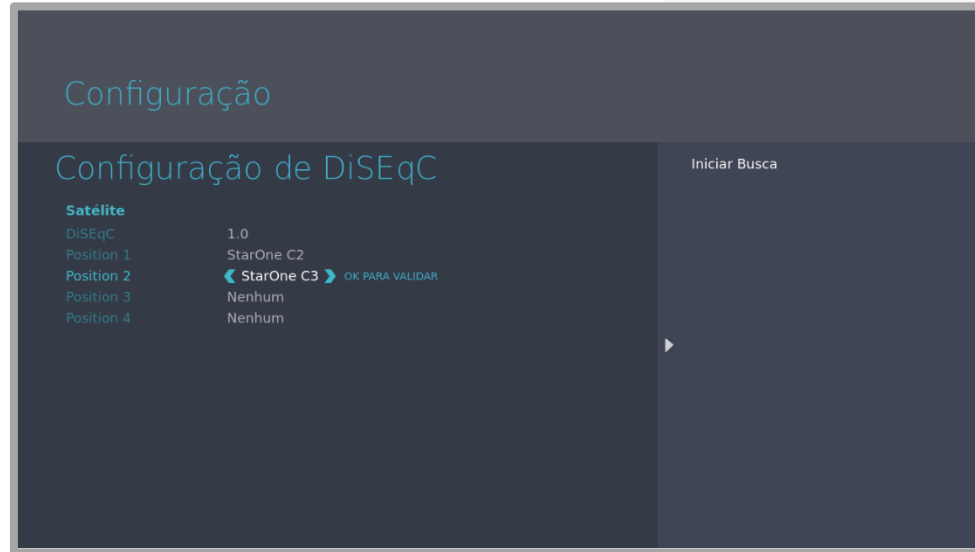 Configuração
Configuração de DiSEqC
Iniciar Busca
Satélite
DiSEqC 1.0
Position 1 StarOne C2
Position 2 StarOne C3 OK PARA VALIDAR
Position 3 Nenhum
Position 4 Nenhum